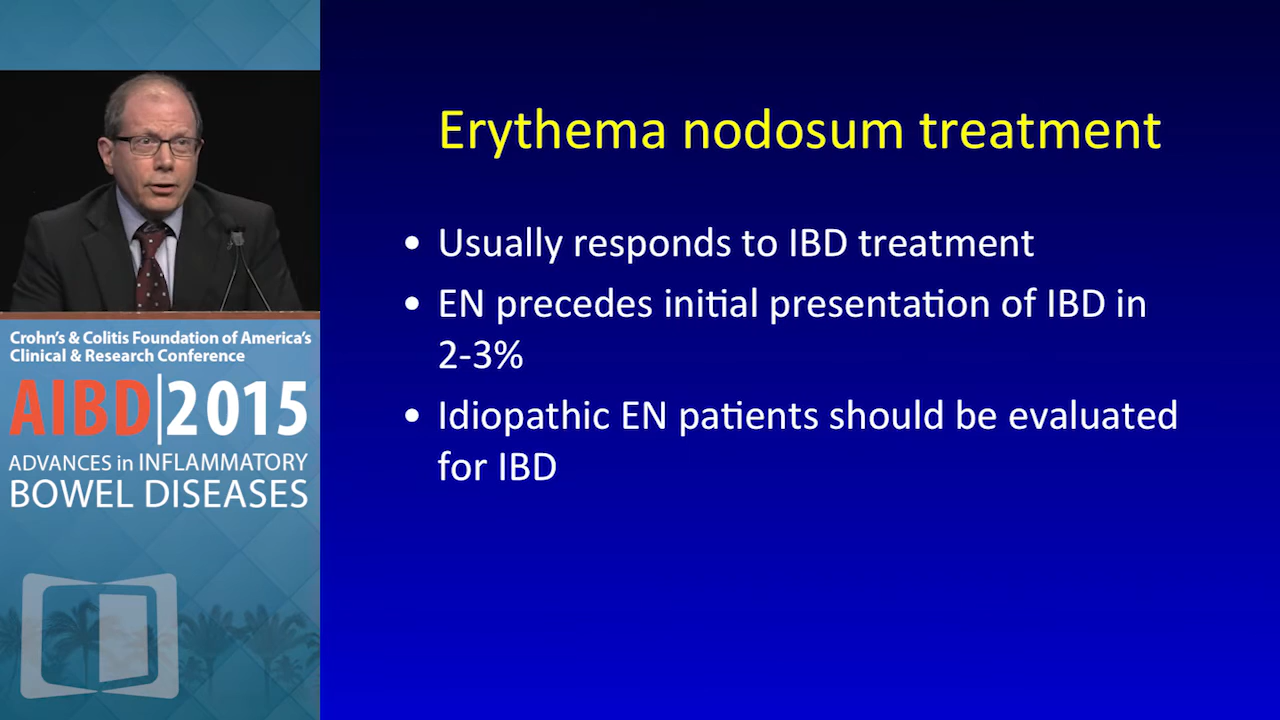 Erythema nodosum treatment
• Usually responds to IBD treatment
• EN precedes initial presentation of IBD in
2-3%
• Idiopathic EN patients should be evaluated
for IBD
Crohn's & Colitis Foundation of America's
Clinical & Research Conference
AIBD|2015
ADVANCES in INFLAMMATORY
BOWEL DISEASES